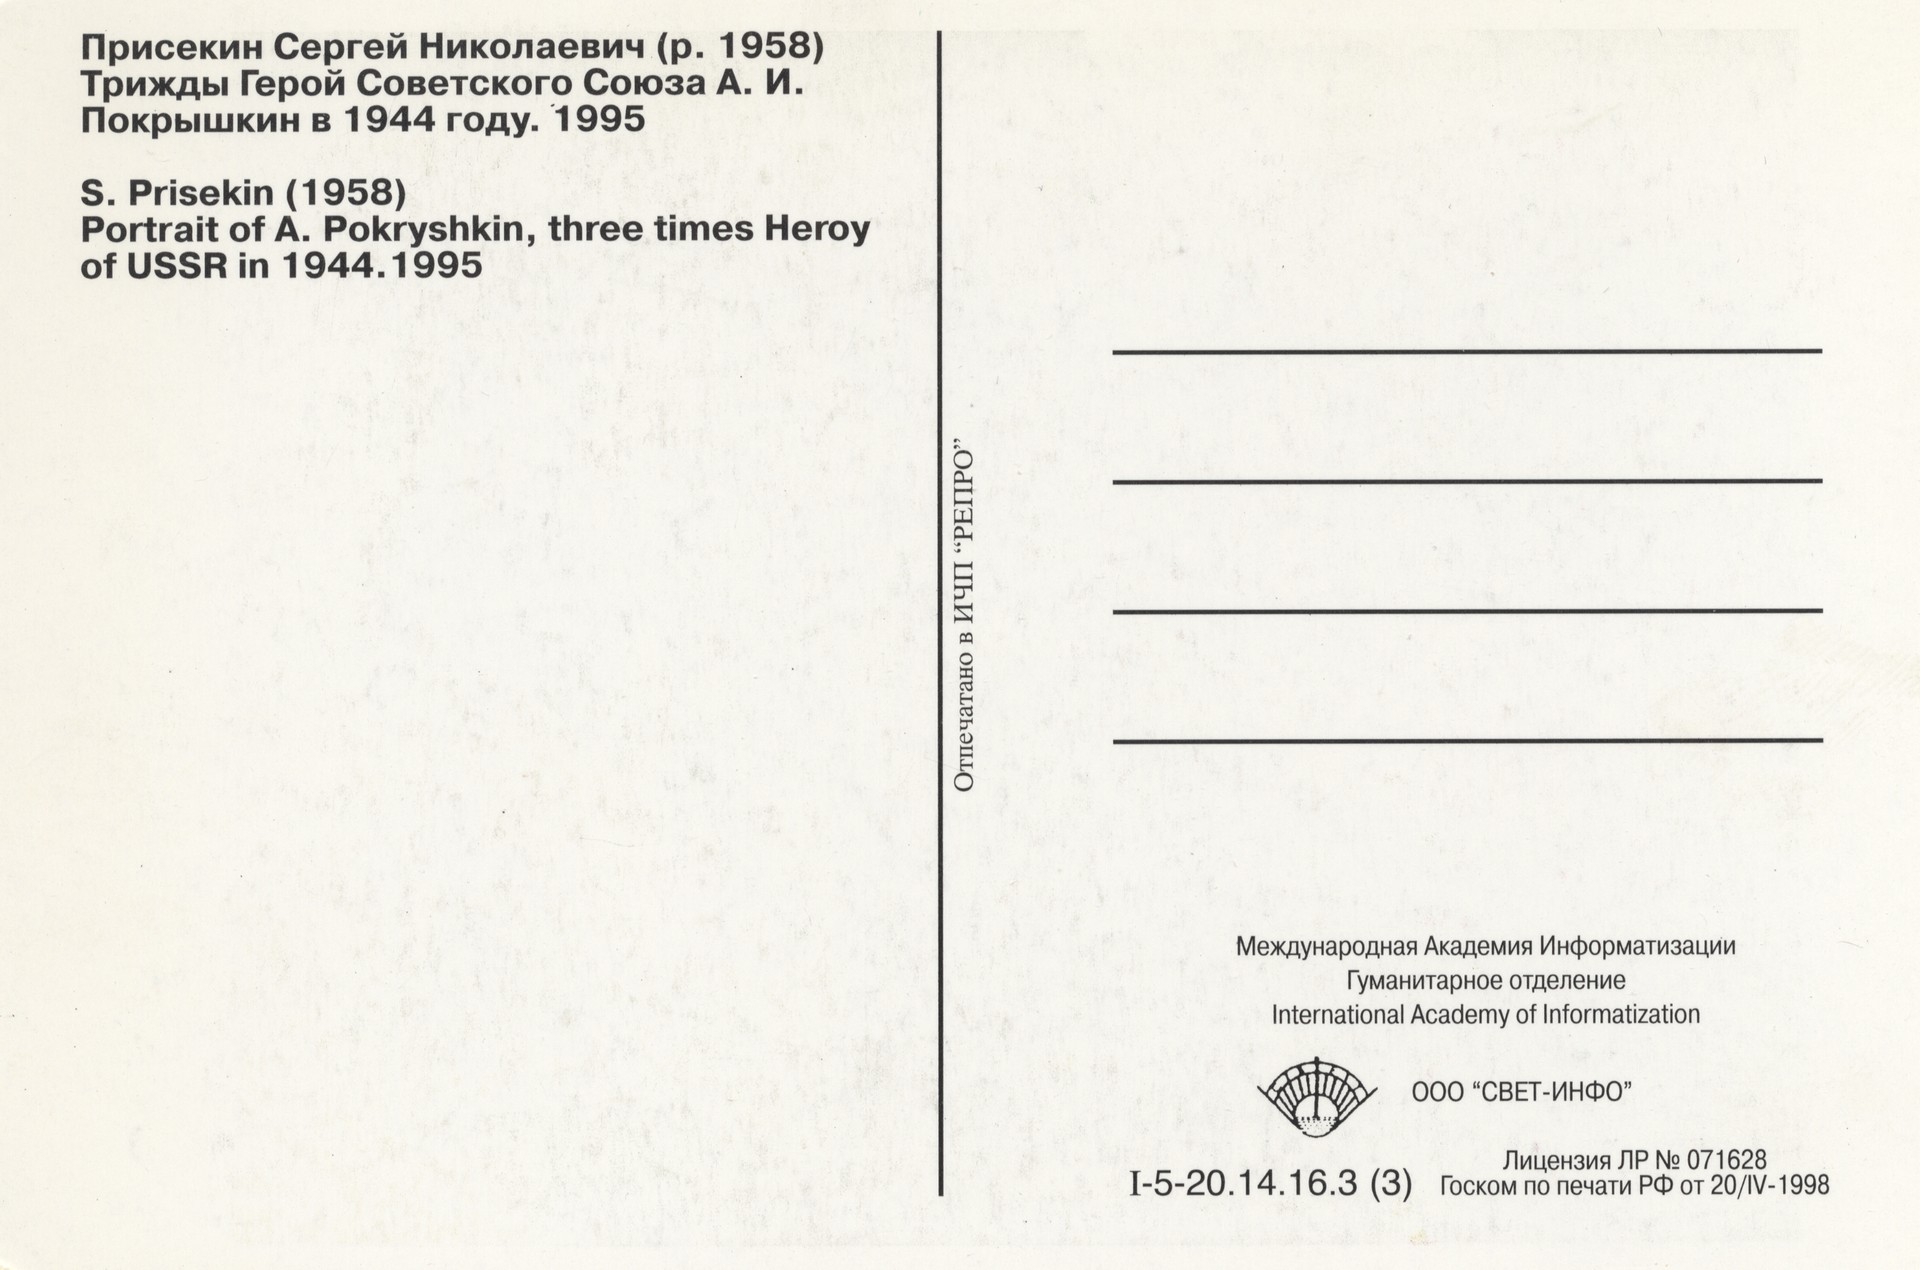 Присекин Сергей Николаевич (р. 1958)
Трижды Герой Советского Союза А. И.
Покрышкин в 1944 году. 1995
S. Prisekin (1958)
Portrait of A. Pokryshkin, three times Heroy
of USSR in 1944.1995
Отпечатано в ИЧП “РЕПРО”
Международная Академия Информатизации
Гуманитарное отделение
International Academy of Informatization
ООО “СВЕТ-ИНФО”
I-5-20.14.16.3 (3)
Лицензия ЛР № 071628
Госком по печати РФ от 20/IV-1998